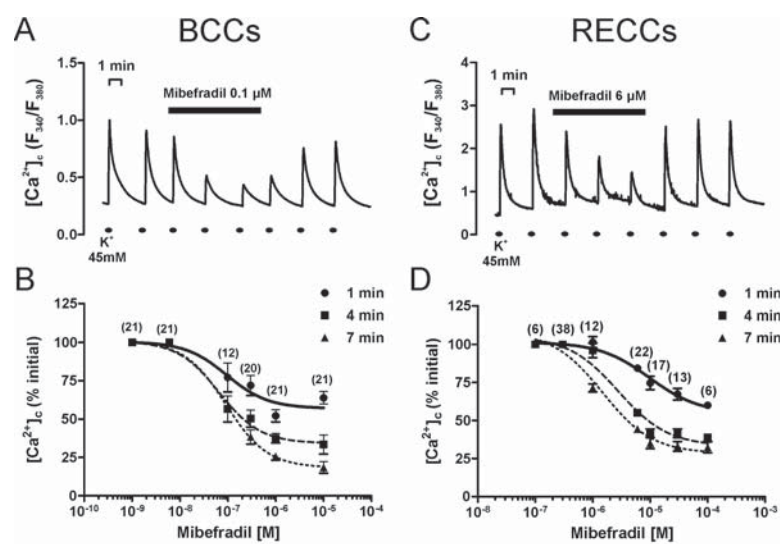 A
BCCs
1 min
Mibefradil 0.1 µM
[Ca²⁺]c (F340/F380)
1.5
1.0
0.5
0.0
K⁺
45mM
C
RECCs
1 min
Mibefradil 6 µM
[Ca²⁺]c (F340/F380)
4
3
2
1
0
K⁺
45mM
B
1 min
4 min
7 min
(21)
(21)
(12)
(20)
(21)
(21)
[Ca²⁺]c (% initial)
125
100
75
50
25
0
10⁻¹⁰ 10⁻⁹ 10⁻⁸ 10⁻⁷ 10⁻⁶ 10⁻⁵ 10⁻⁴
Mibefradil [M]
D
1 min
4 min
7 min
(6)
(38)
(12)
(22)
(17)
(13)
(6)
[Ca²⁺]c (% initial)
125
100
75
50
25
0
10⁻⁸ 10⁻⁷ 10⁻⁶ 10⁻⁵ 10⁻⁴ 10⁻³
Mibefradil [M]